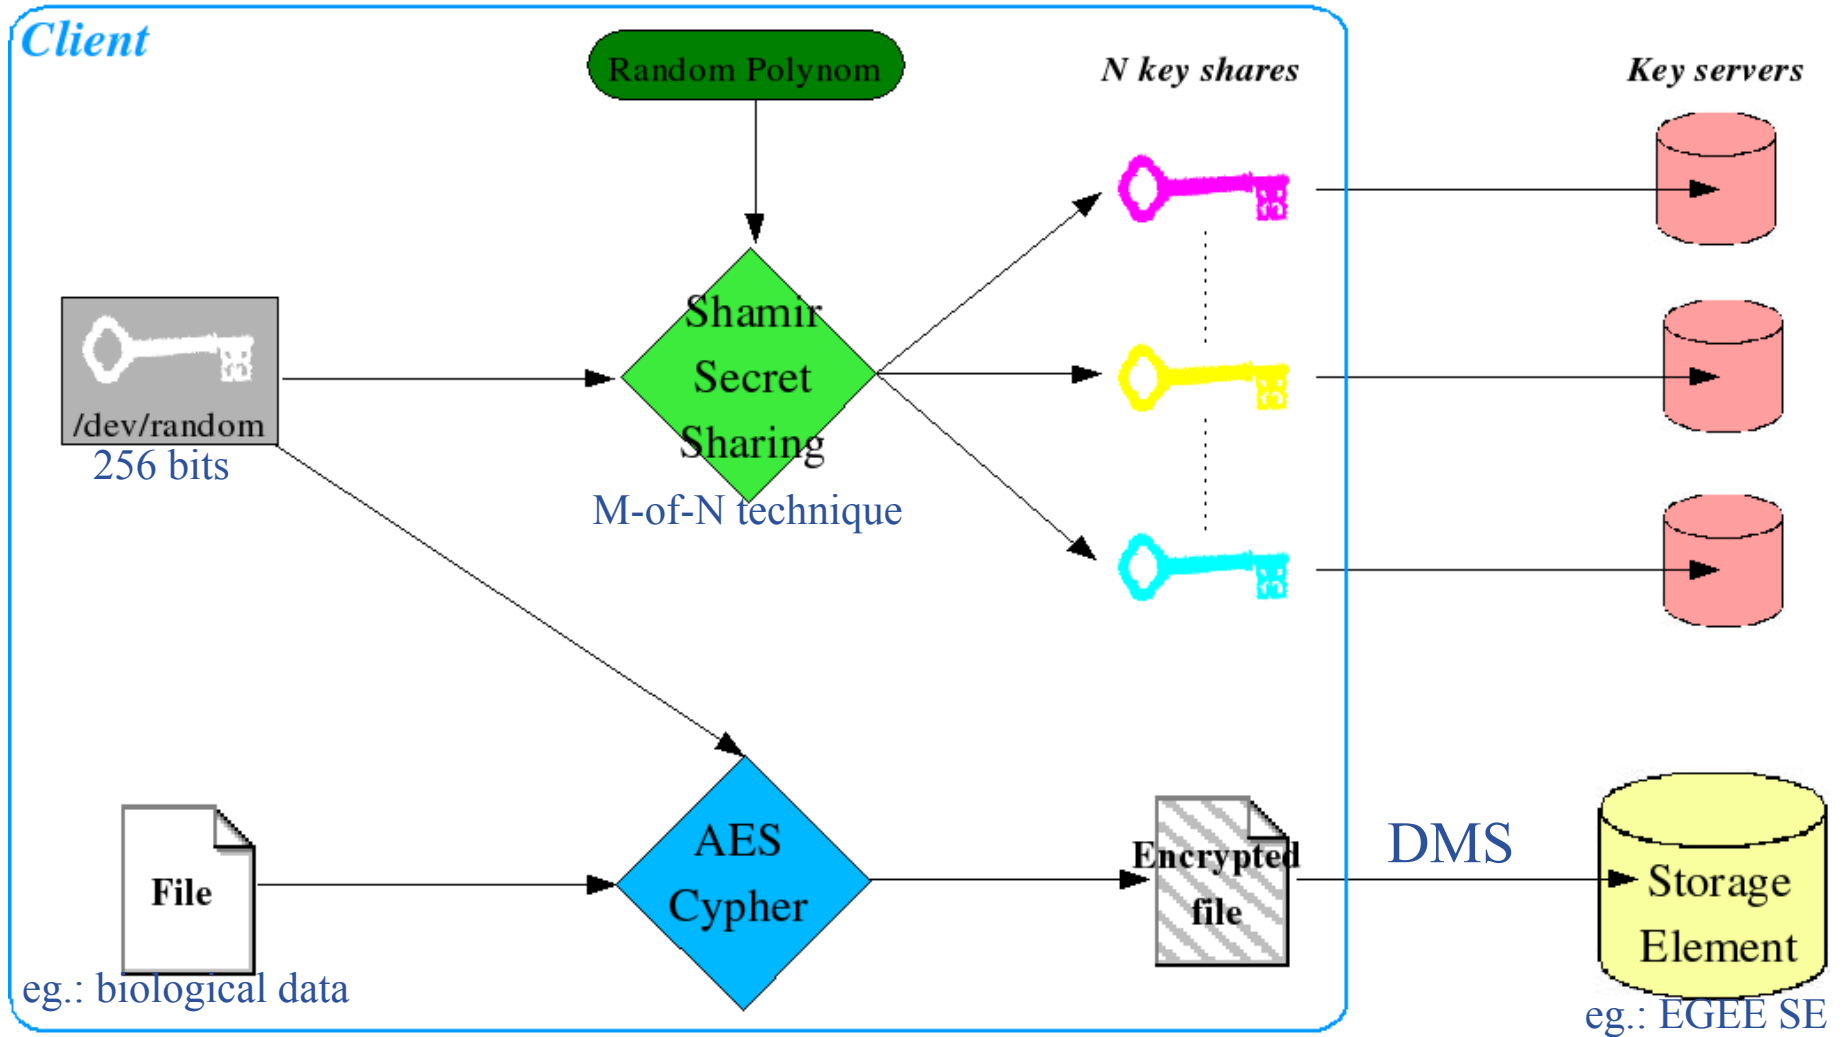 Client
Random Polynom
N key shares
Key servers
Shamir
Secret
Sharing
/dev/random
256 bits
M-of-N technique
AES
Cypher
File
Encrypted
file
DMS
Storage
Element
eg.: biological data
eg.: EGEE SE